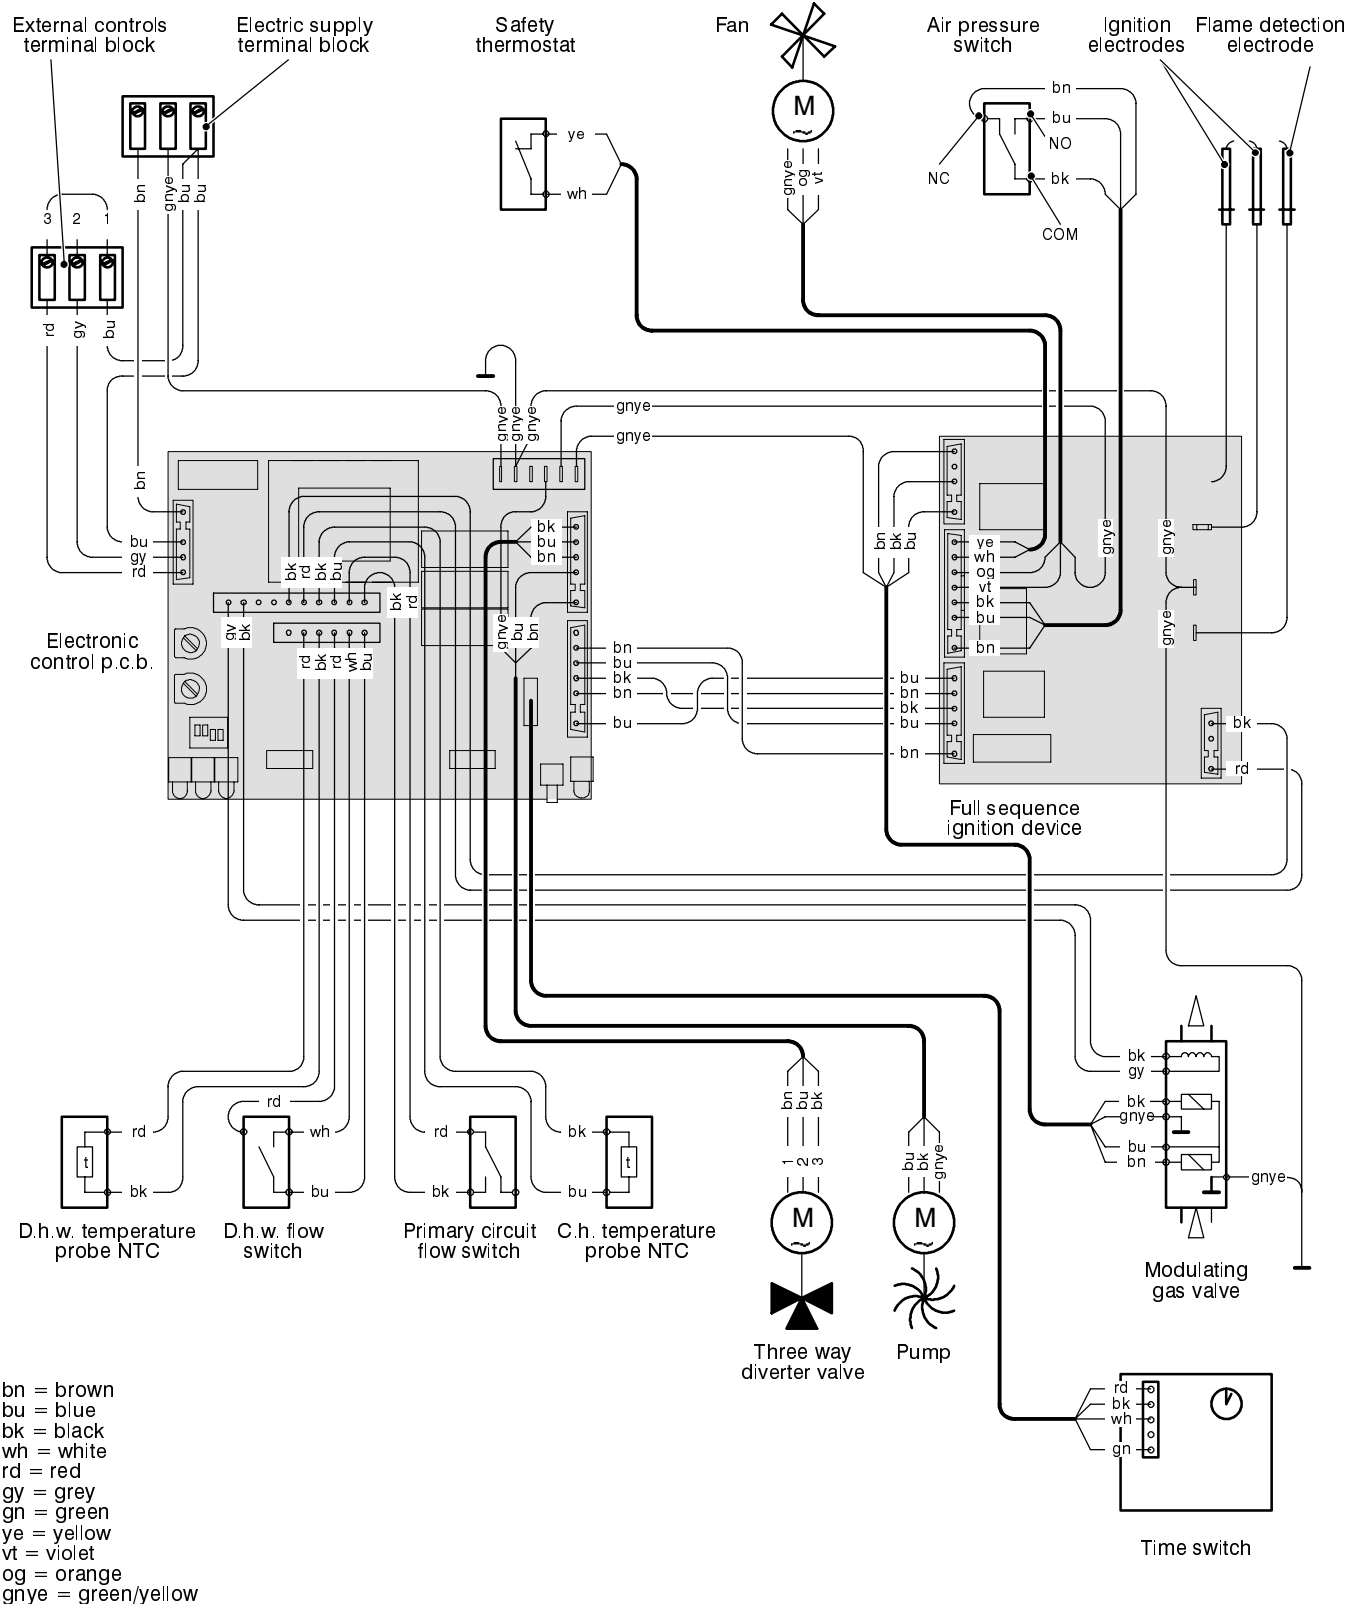 External controls
terminal block
Electric supply
terminal block
Safety
thermostat
Fan
Air pressure
switch
Ignition
electrodes
Flame detection
electrode
M
bn
bu
NO
NC
bk
COM
ye
wh
gnye
og
vt
bn
gnye
bu
bu
3
2
1
rd
gy
bu
gnye
gnye
gnye
gnye
gnye
bn
bu
gy
rd
bk
rd
bk
bu
bk
rd
gy
bk
rd
bk
rd
wh
bu
bk
bu
bn
gnye
bu
bn
bn
bk
bu
ye
wh
og
vt
bk
bu
bn
gnye
gnye
gnye
Electronic
control p.c.b.
bn
bu
bk
bn
bu
bu
bn
bk
bu
bn
bk
rd
Full sequence
ignition device
bk
gy
bk
gnye
bu
bn
gnye
rd
bk
t
rd
wh
bu
rd
bk
bk
bu
t
bn
bu
bk
1
2
3
M
bu
bk
gnye
M
D.h.w. temperature
probe NTC
D.h.w. flow
switch
Primary circuit
flow switch
C.h. temperature
probe NTC
Modulating
gas valve
Three way
diverter valve
Pump
rd
bk
wh
gn
Time switch
bn = brown
bu = blue
bk = black
wh = white
rd = red
gy = grey
gn = green
ye = yellow
vt = violet
og = orange
gnye = green/yellow